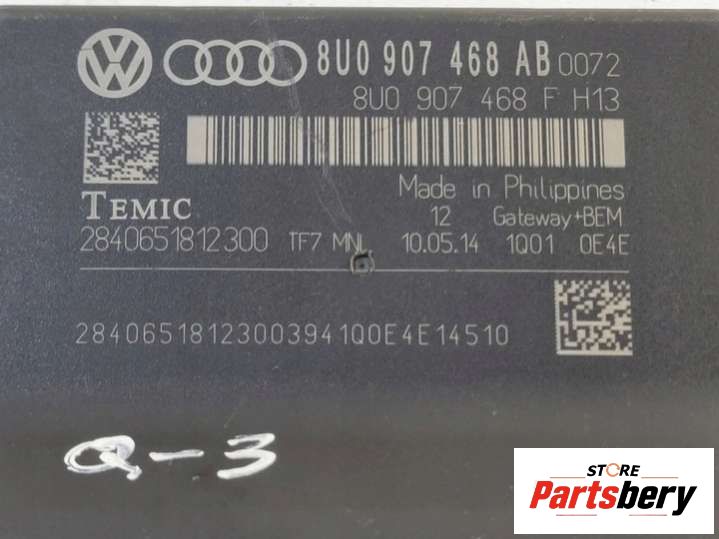 8U0 907 468 AB 0072
8U0 907 468 F H13
TEMIC
Made in Philippines
12 Gateway+BEM
2840651812300 TF7 MNL 10.05.14 1Q01 0E4E
28406518123003941Q0E4E14510
Q-3
STORE
Partsbery